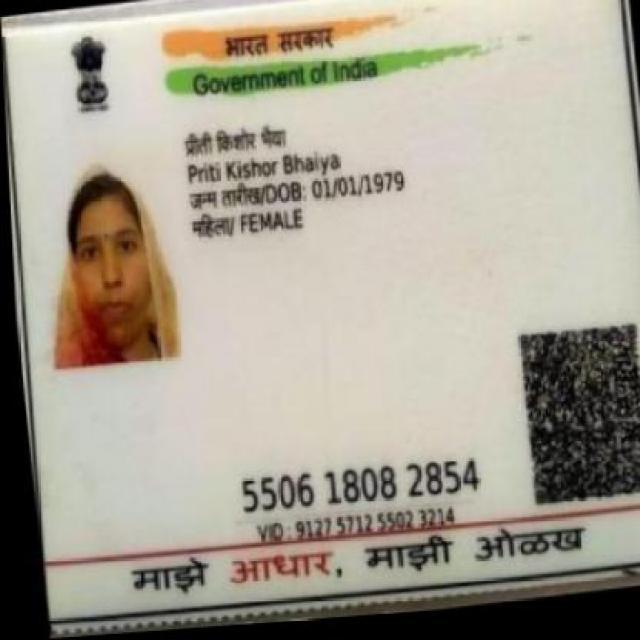 भारत सरकार
Government of India
प्रीती किशोर भैया
Priti Kishor Bhaiya
जन्म तारीख/DOB: 01/01/1979
महिला/ FEMALE
5506 1808 2854
VID : 9127 5712 5502 3214
माझे आधार, माझी ओळख